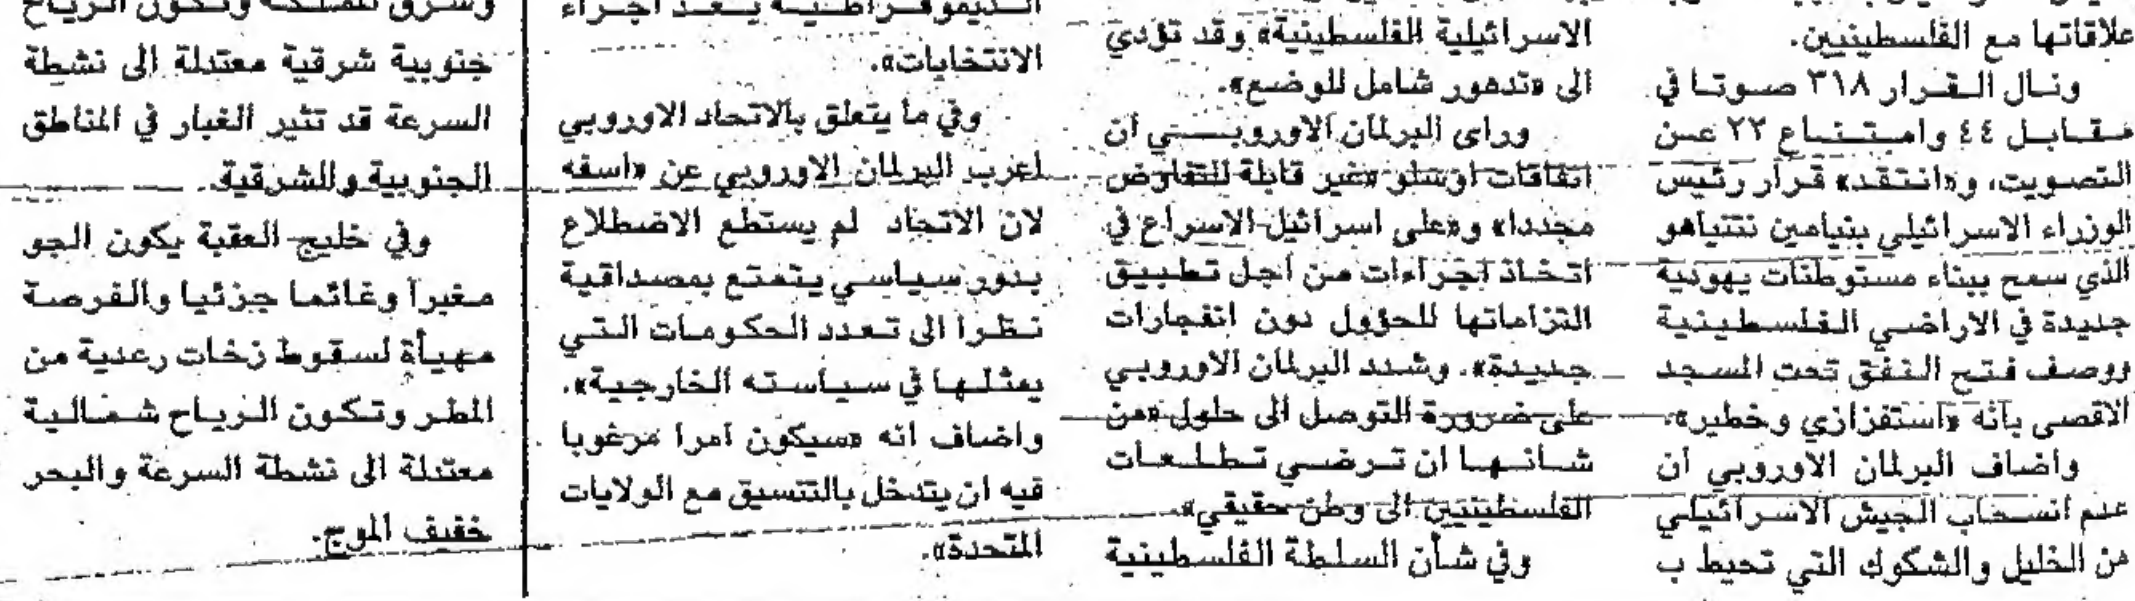 علاقاتها مع الفلسطينيين.
ونال القرار ٣١٨ صوتا في
مقابل ٤٤ وامتناع ٢٢ عن
التصويت، و«انتقد» قرار رئيس
الوزراء الاسرائيلي بنيامين نتنياهو
الذي سمح ببناء مستوطنات يهودية
جديدة في الاراضي الفلسطينية
ووصف فتح النفق تحت المسجد
الاقصى بأنه «استفزازي وخطير».
واضاف البرلمان الاوروبي ان
عدم انسحاب الجيش الاسرائيلي
من الخليل والشكوك التي تحيط ب
الاسرائيلية الفلسطينية» وقد تؤدي
الى «تدهور شامل للوضع».
ورأى البرلمان الاوروبي ان
اتفاقات اوسلو «غير قابلة للتفاوض
مجددا» و«على اسرائيل الاسراع في
اتخاذ اجراءات من اجل تطبيق
التزاماتها للحؤول دون انفجارات
جديدة». وشدد البرلمان الاوروبي
على ضرورة التوصل الى حلول «من
شانها ان ترضي تطلعات
الفلسطينيين الى وطن حقيقي».
وفي شأن السلطة الفلسطينية
الديموقراطية بعد اجراء
الانتخابات».
وفي ما يتعلق بالاتحاد الاوروبي
اعرب البرلمان الاوروبي عن «اسفه
لان الاتحاد لم يستطع الاضطلاع
بدور سياسي يتمتع بمصداقية
نظرا الى تعدد الحكومات التي
يمثلها في سياسته الخارجية».
واضاف انه «سيكون امرا مرغوبا
فيه ان يتدخل بالتنسيق مع الولايات
المتحدة».
وشرق المملكة وتكون الرياح
جنوبية شرقية معتدلة الى نشطة
السرعة قد تثير الغبار في المناطق
الجنوبية والشرقية.
وفي خليج العقبة يكون الجو
مغبرا وغائما جزئيا والفرصة
مهيأة لسقوط زخات رعدية من
المطر وتكون الرياح شمالية
معتدلة الى نشطة السرعة والبحر
خفيف الموج.